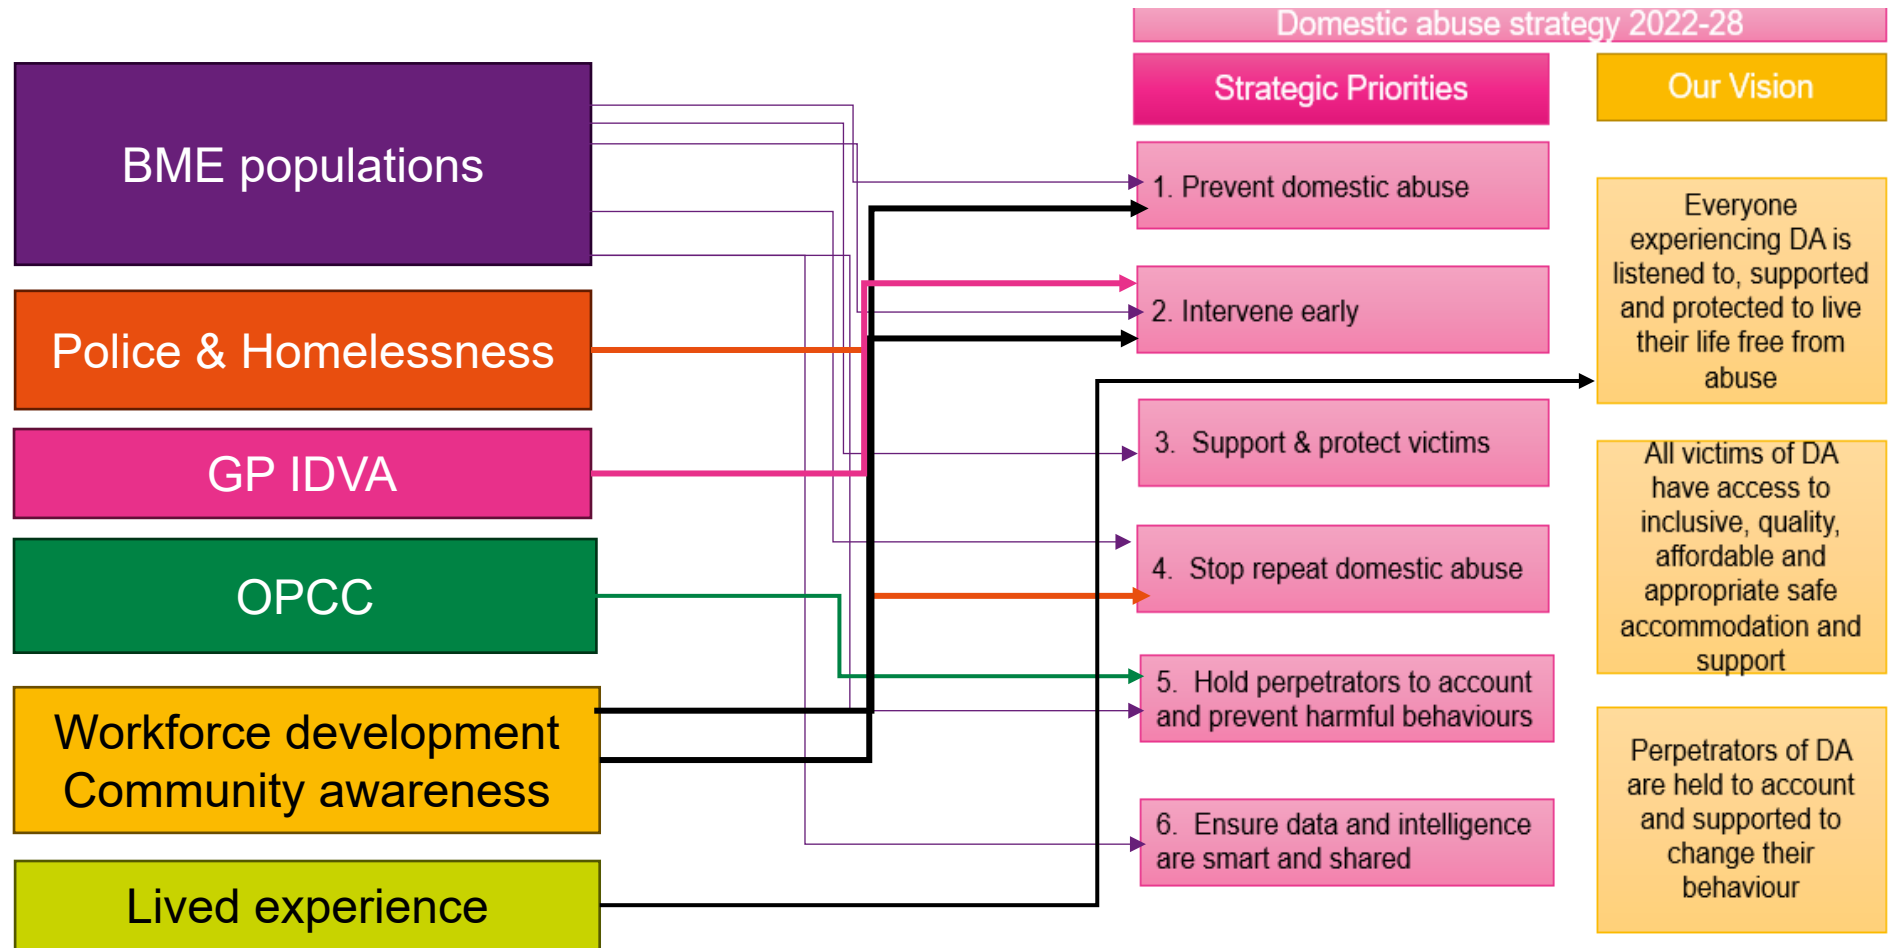 Domestic abuse strategy 2022-28
Strategic Priorities
Our Vision
BME populations
Police & Homelessness
GP IDVA
OPCC
Workforce development
Community awareness
Lived experience
1. Prevent domestic abuse
2. Intervene early
3. Support & protect victims
4. Stop repeat domestic abuse
5. Hold perpetrators to account
and prevent harmful behaviours
6. Ensure data and intelligence
are smart and shared
Everyone
experiencing DA is
listened to, supported
and protected to live
their life free from
abuse
All victims of DA
have access to
inclusive, quality,
affordable and
appropriate safe
accommodation and
support
Perpetrators of DA
are held to account
and supported to
change their
behaviour